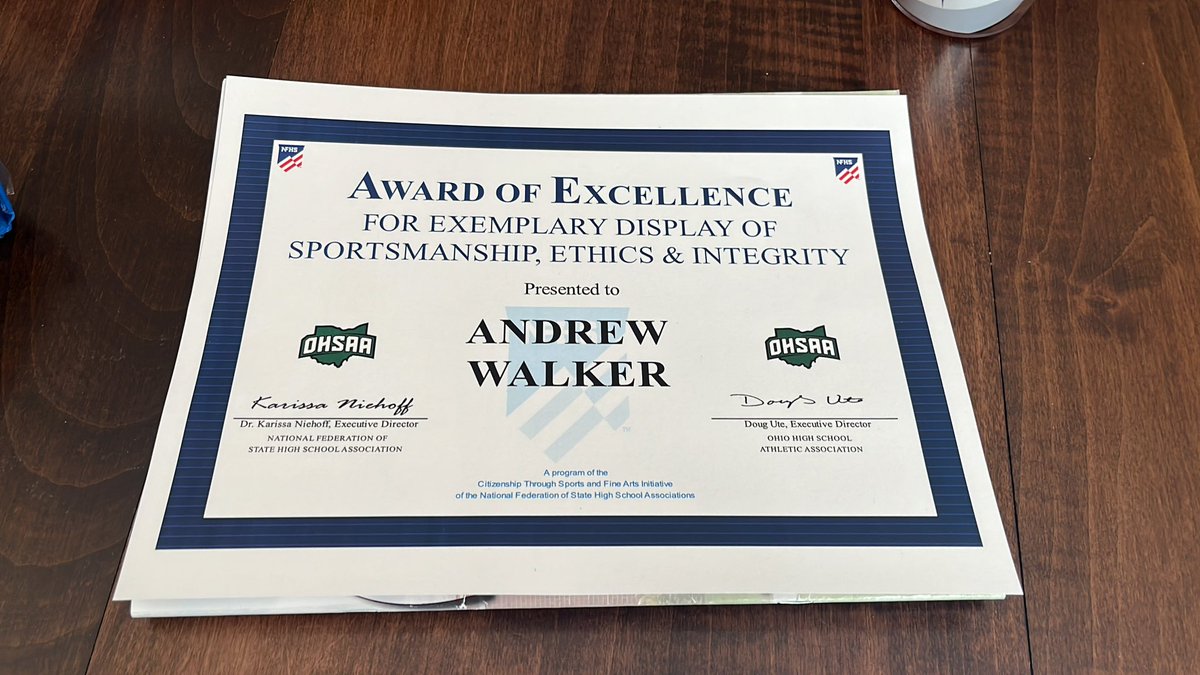 NFHS
NFHS
AWARD OF EXCELLENCE
FOR EXEMPLARY DISPLAY OF
SPORTSMANSHIP, ETHICS & INTEGRITY
Presented to
ANDREW
WALKER
OHSAA
OHSAA
Karissa Niehoff
Dr. Karissa Niehoff, Executive Director
NATIONAL FEDERATION OF
STATE HIGH SCHOOL ASSOCIATION
Doug Ute
Doug Ute, Executive Director
OHIO HIGH SCHOOL
ATHLETIC ASSOCIATION
TM
A program of the
Citizenship Through Sports and Fine Arts Initiative
of the National Federation of State High School Associations